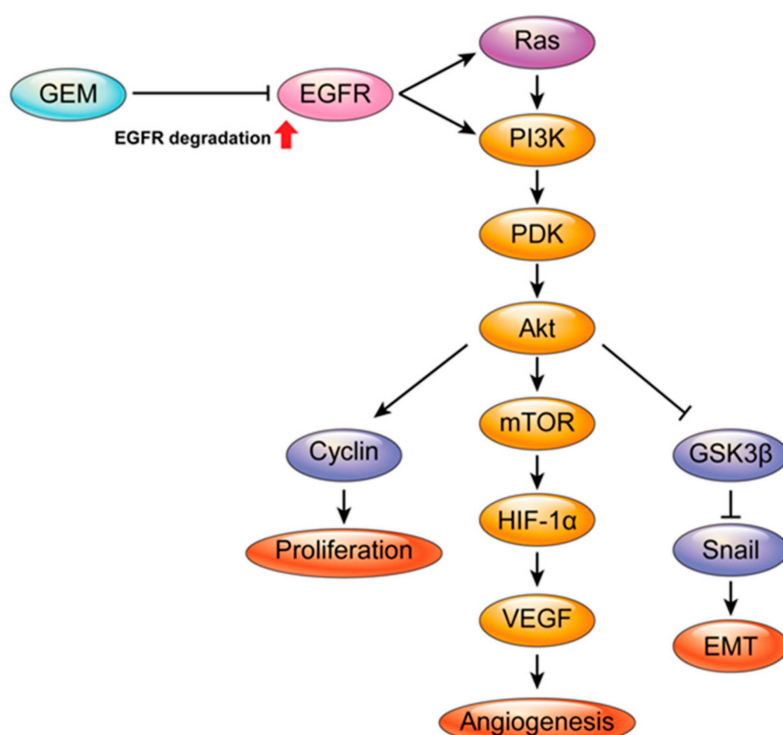 Ras
GEM
EGFR
EGFR degradation
PI3K
PDK
Akt
mTOR
Cyclin
GSK3β
HIF-1α
Proliferation
Snail
VEGF
EMT
Angiogenesis